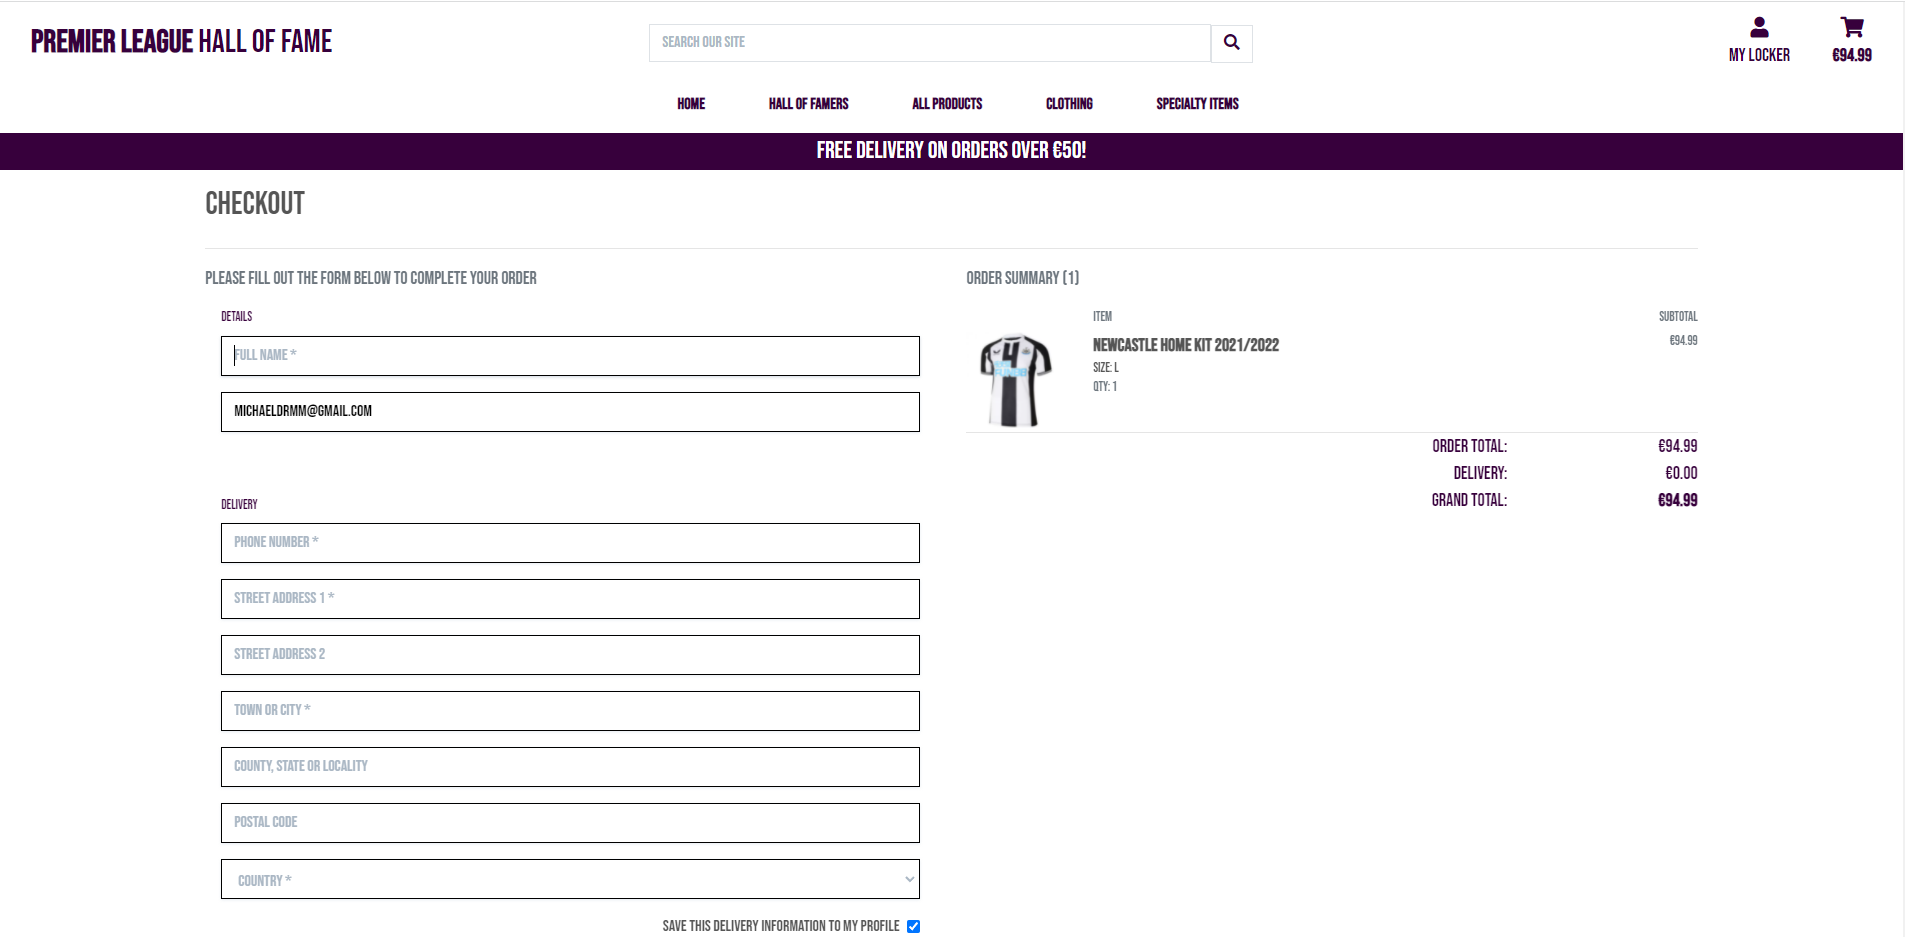 PREMIER LEAGUE HALL OF FAME
SEARCH OUR SITE
MY LOCKER
€94.99
HOME HALL OF FAMERS ALL PRODUCTS CLOTHING SPECIALTY ITEMS
FREE DELIVERY ON ORDERS OVER €50!
CHECKOUT
PLEASE FILL OUT THE FORM BELOW TO COMPLETE YOUR ORDER
DETAILS
FULL NAME *
MICHAELDRMM@GMAIL.COM
DELIVERY
PHONE NUMBER *
STREET ADDRESS 1 *
STREET ADDRESS 2
TOWN OR CITY *
COUNTY, STATE OR LOCALITY
POSTAL CODE
COUNTRY *
SAVE THIS DELIVERY INFORMATION TO MY PROFILE
ORDER SUMMARY (1)
ITEM SUBTOTAL
NEWCASTLE HOME KIT 2021/2022 €94.99
SIZE: L
QTY: 1
ORDER TOTAL: €94.99
DELIVERY: €0.00
GRAND TOTAL: €94.99